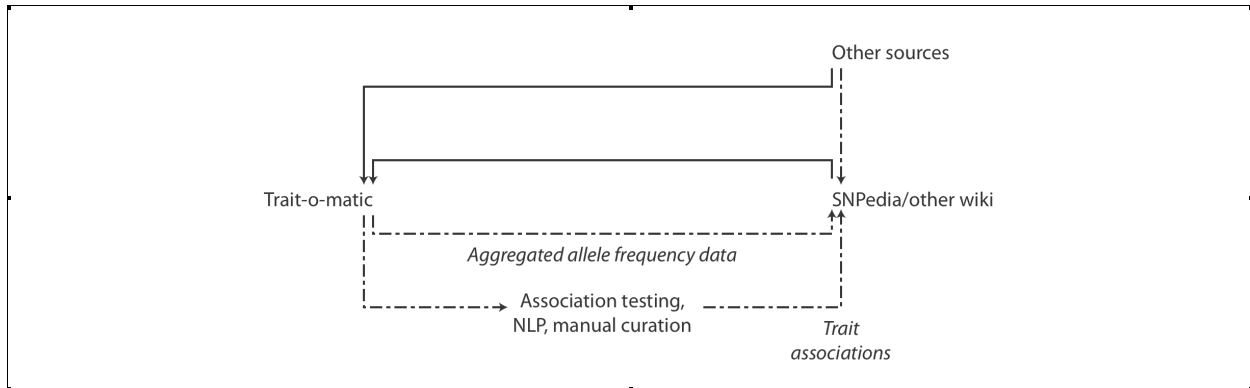 Other sources
Trait-o-matic
SNPedia/other wiki
Aggregated allele frequency data
Association testing,
NLP, manual curation
Trait
associations